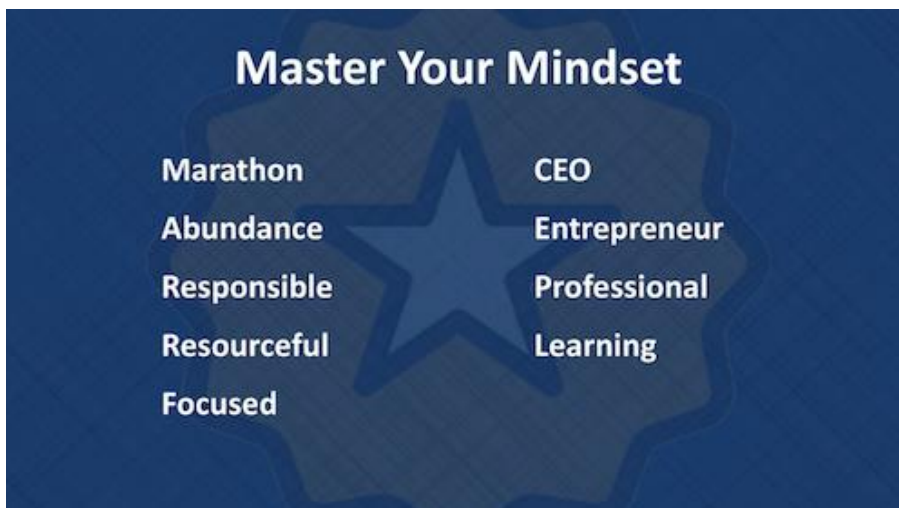 Master Your Mindset
Marathon
Abundance
Responsible
Resourceful
Focused
CEO
Entrepreneur
Professional
Learning